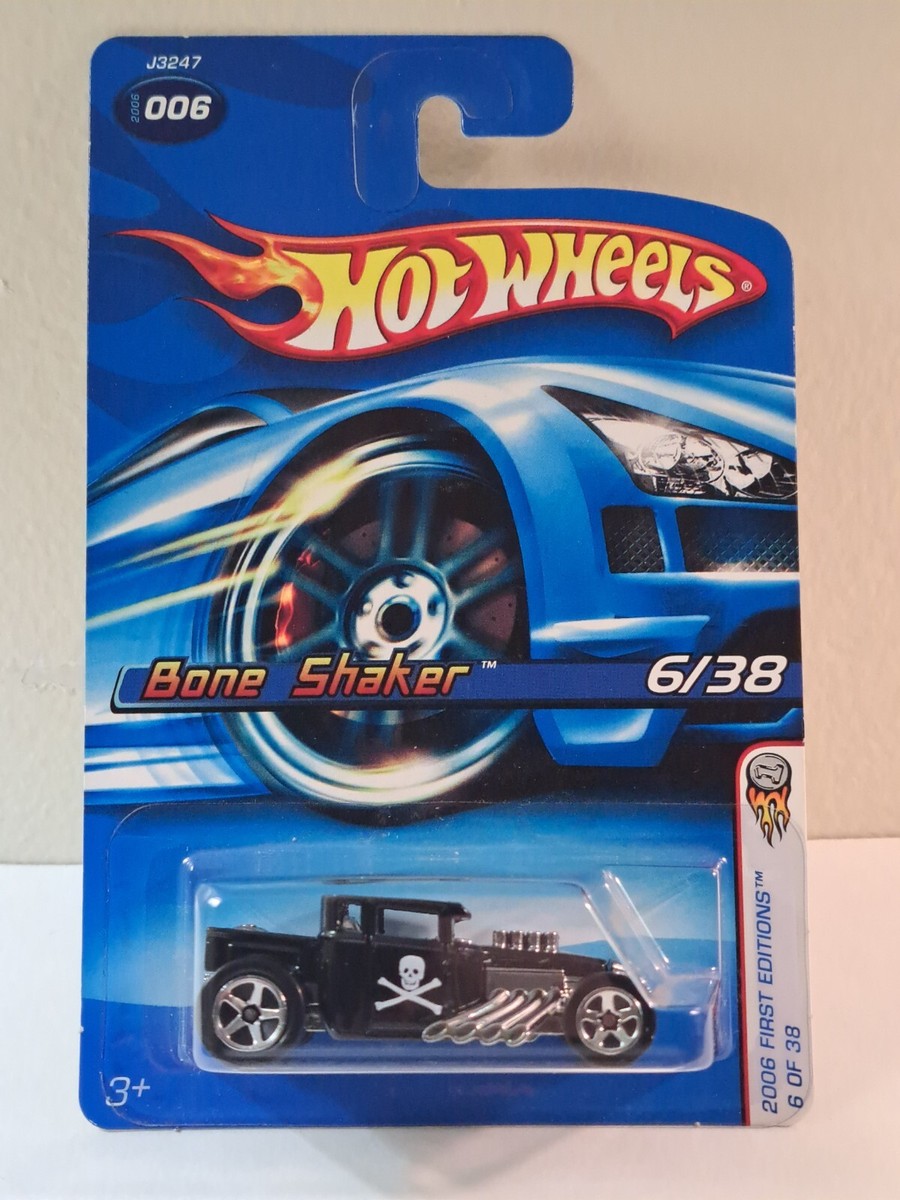 J3247
2006
006
HOT WHEELS®
Bone Shaker™
6/38
2006 FIRST EDITIONS™
6 OF 38
3+